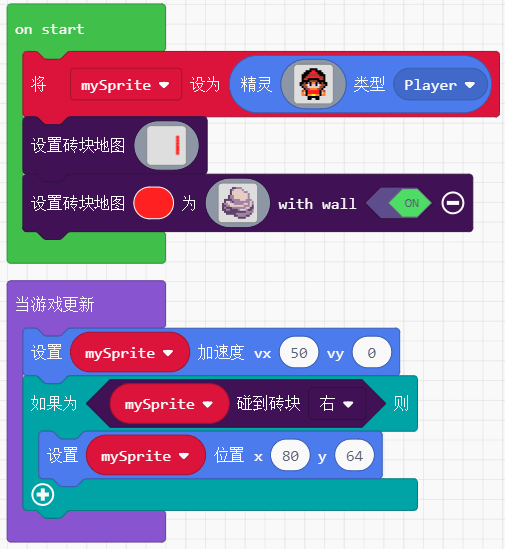 on start
将 mySprite 设为 精灵 类型 Player
设置砖块地图
设置砖块地图 为 with wall ON
当游戏更新
设置 mySprite 加速度 vx 50 vy 0
如果为 mySprite 碰到砖块 右 则
设置 mySprite 位置 x 80 y 64